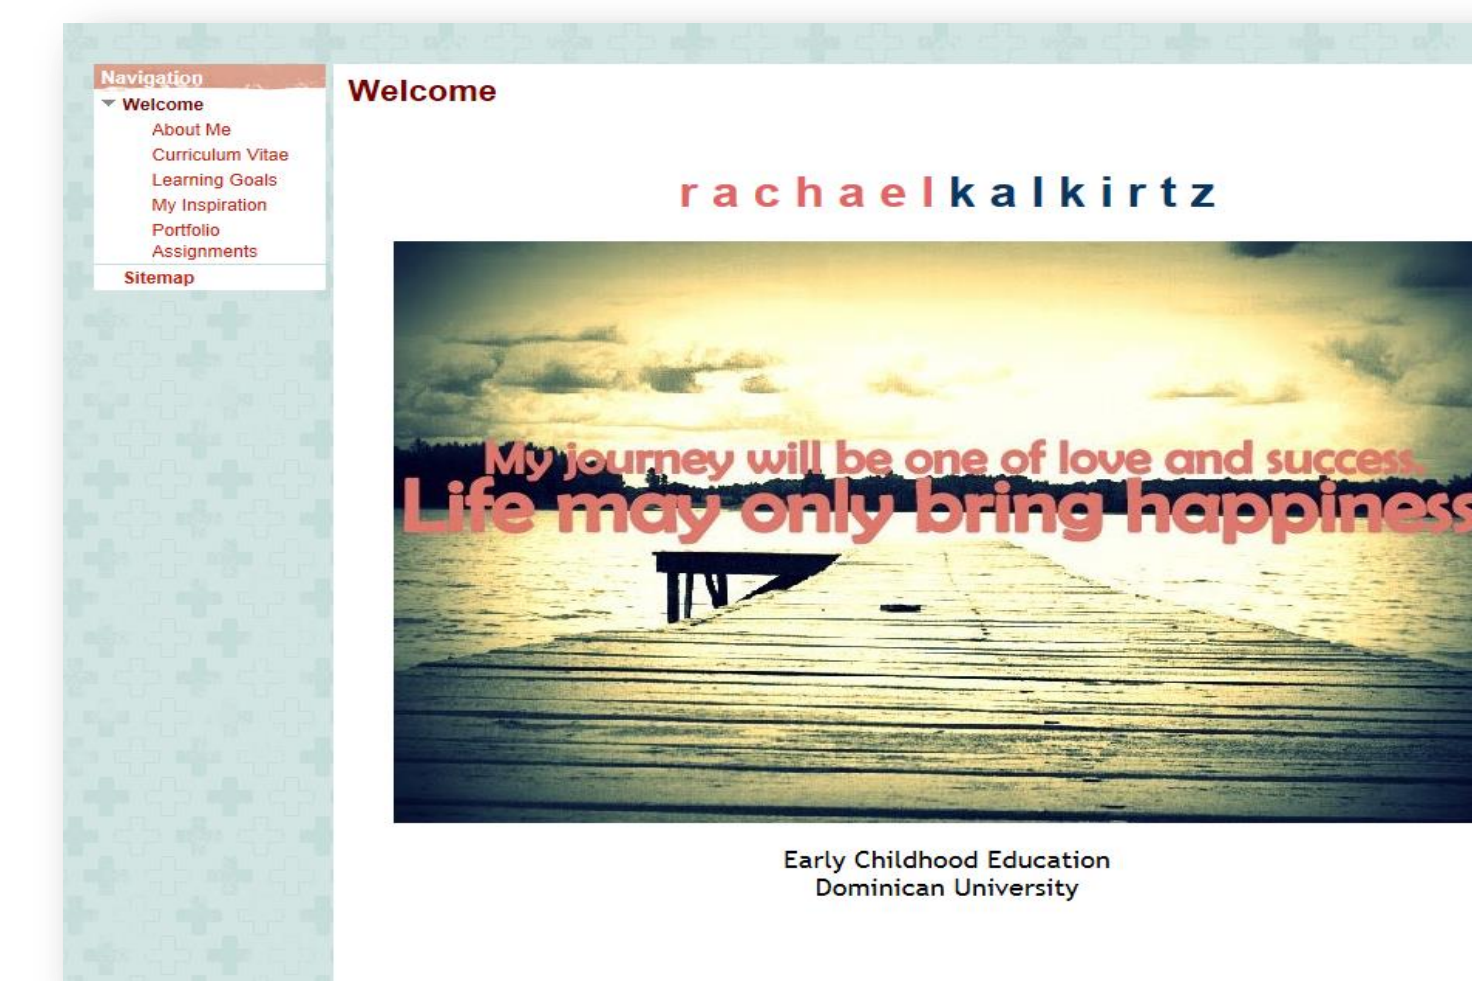 Navigation
Welcome
About Me
Curriculum Vitae
Learning Goals
My Inspiration
Portfolio
Assignments
Sitemap
Welcome
rachaelkalkirtz
My journey will be one of love and success.
Life may only bring happiness
Early Childhood Education
Dominican University